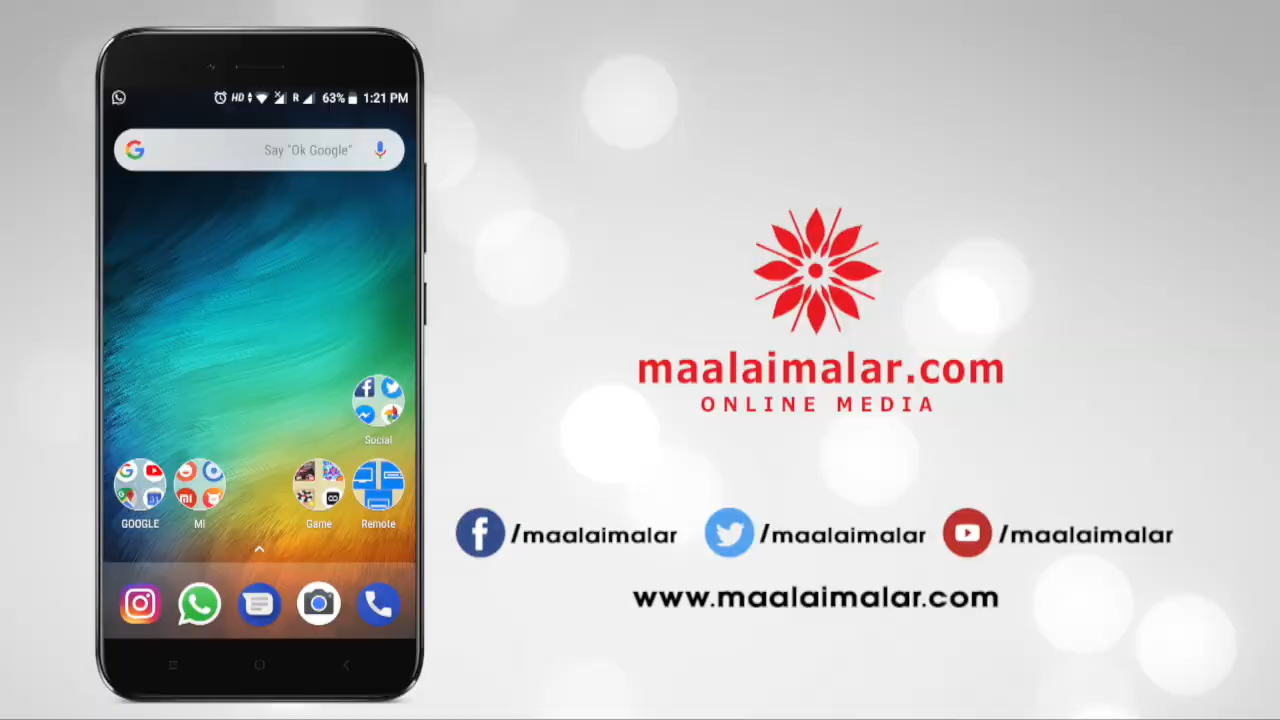 HD R 63% 1:21 PM
Say "Ok Google"
Social
GOOGLE
Mi
Game
Remote
maalaimalar.com
ONLINE MEDIA
/maalaimalar
/maalaimalar
/maalaimalar
www.maalaimalar.com